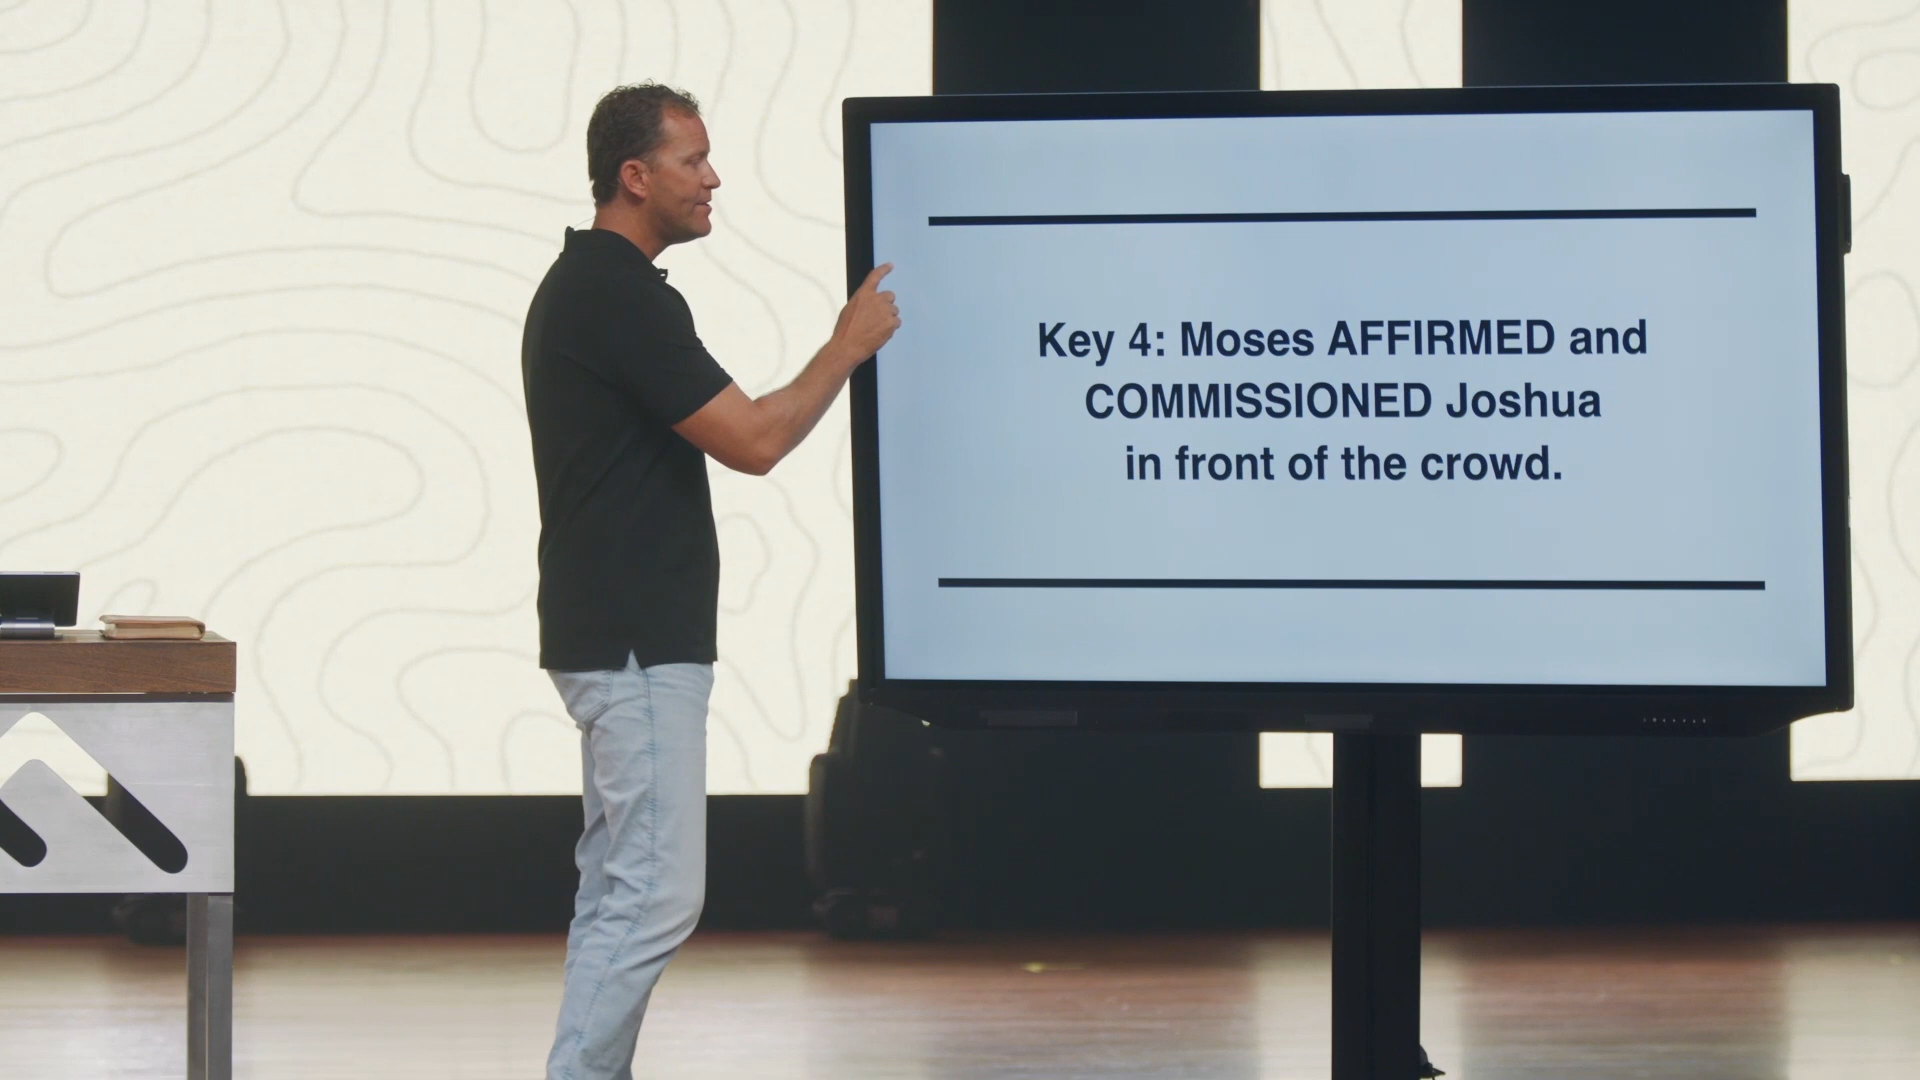 Key 4: Moses AFFIRMED and
COMMISSIONED Joshua
in front of the crowd.